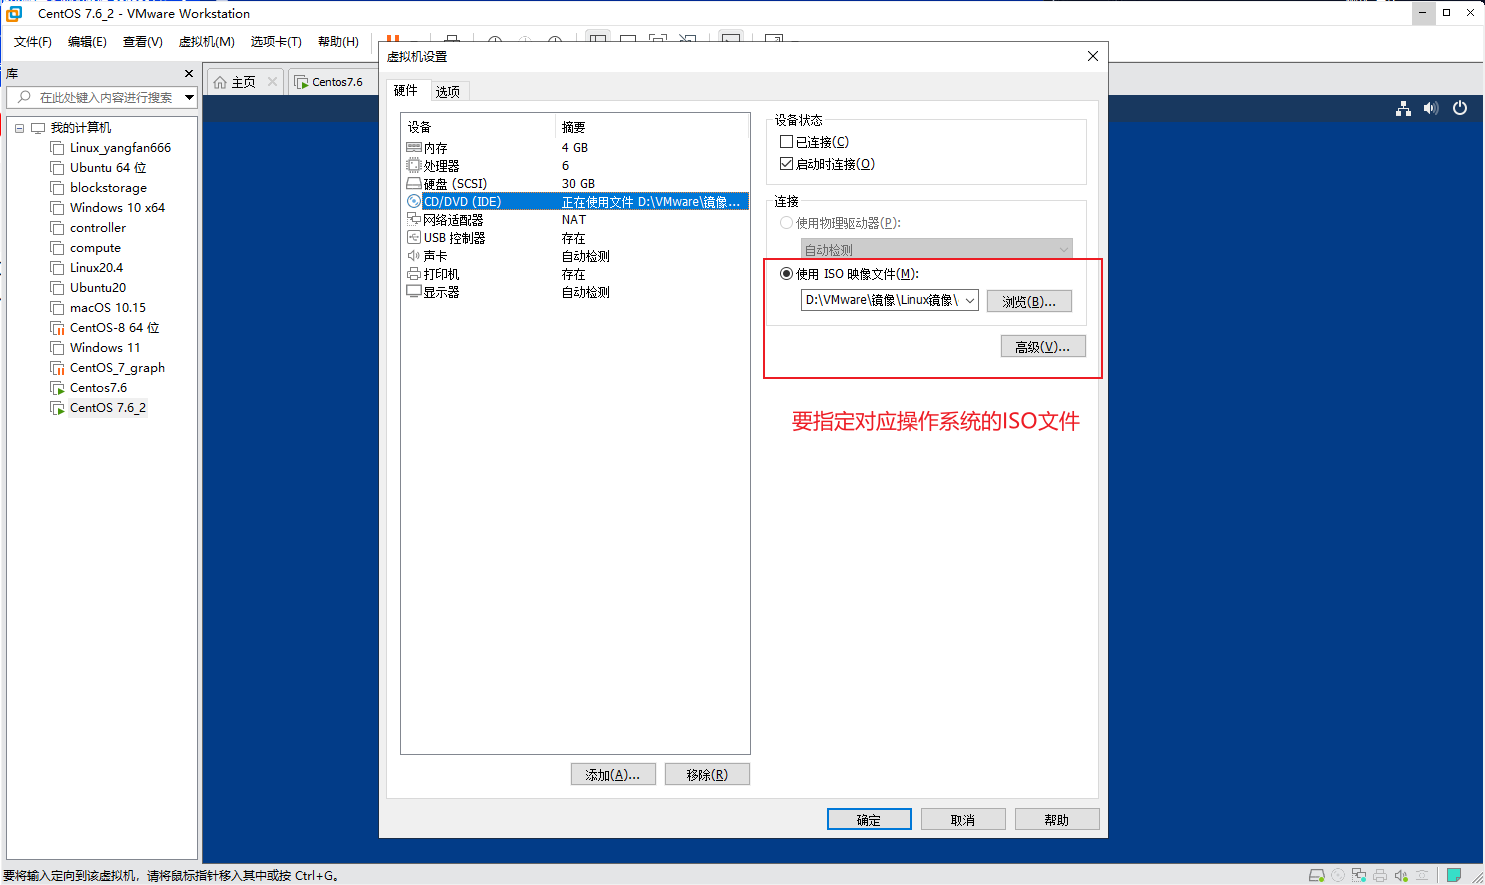 CentOS 7.6_2 - VMware Workstation
文件(F) 编辑(E) 查看(V) 虚拟机(M) 选项卡(T) 帮助(H)
库
在此处键入内容进行搜索
我的计算机
Linux_yangfan666
Ubuntu 64 位
blockstorage
Windows 10 x64
controller
compute
Linux20.4
Ubuntu20
macOS 10.15
CentOS-8 64 位
Windows 11
CentOS_7_graph
Centos7.6
CentOS 7.6_2
主页
Centos7.6
虚拟机设置
硬件
选项
设备 摘要
内存 4 GB
处理器 6
硬盘 (SCSI) 30 GB
CD/DVD (IDE) 正在使用文件 D:\VMware\镜像...
网络适配器 NAT
USB 控制器 存在
声卡 自动检测
打印机 存在
显示器 自动检测
添加(A)... 移除(R)
设备状态
已连接(C)
启动时连接(O)
连接
使用物理驱动器(P):
自动检测
使用 ISO 映像文件(M):
D:\VMware\镜像\Linux镜像\ 浏览(B)...
高级(V)...
要指定对应操作系统的ISO文件
确定 取消 帮助
要将输入定向到该虚拟机，请将鼠标指针移入其中或按 Ctrl+G。